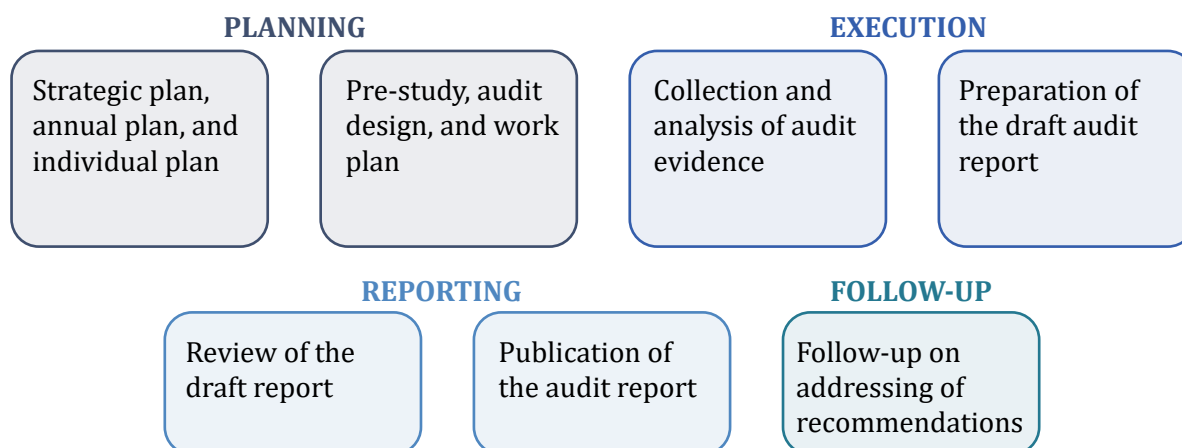 PLANNING
Strategic plan,
annual plan, and
individual plan
Pre-study, audit
design, and work
plan
EXECUTION
Collection and
analysis of audit
evidence
Preparation of
the draft audit
report
REPORTING
Review of the
draft report
Publication of
the audit report
FOLLOW-UP
Follow-up on
addressing of
recommendations